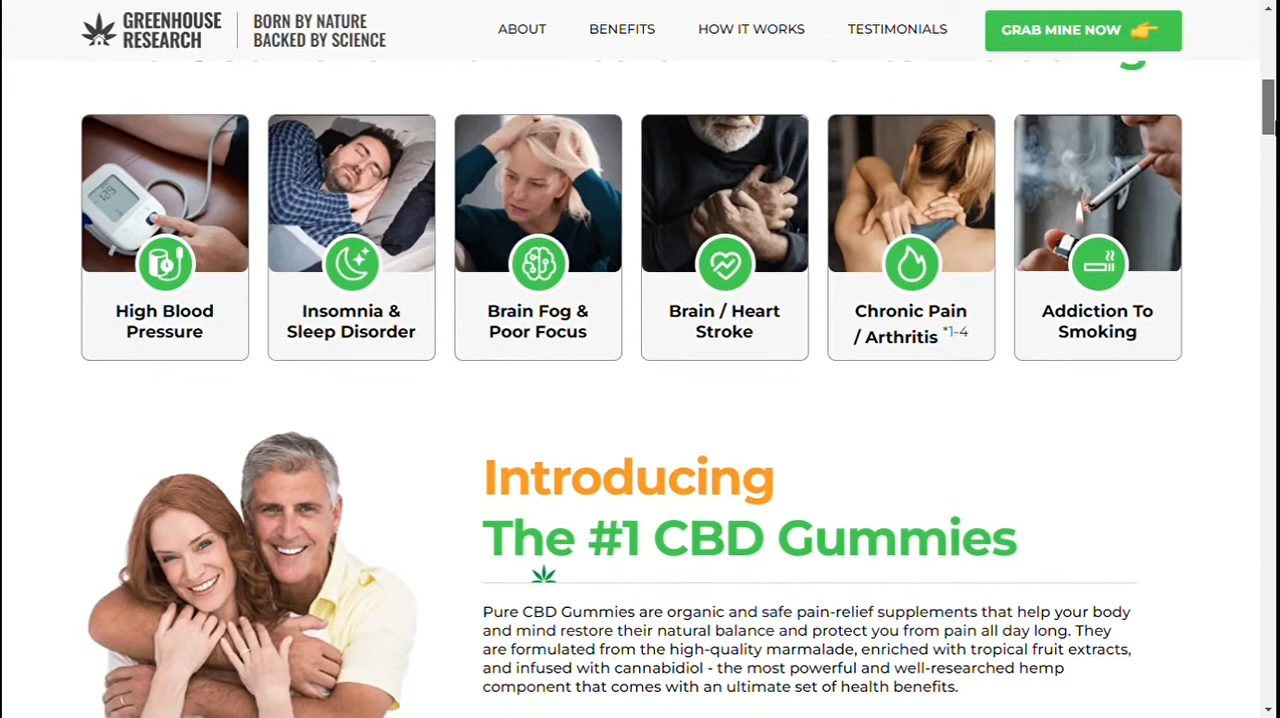 GREENHOUSE
RESEARCH
BORN BY NATURE
BACKED BY SCIENCE
ABOUT
BENEFITS
HOW IT WORKS
TESTIMONIALS
GRAB MINE NOW
129
High Blood
Pressure
Insomnia &
Sleep Disorder
Brain Fog &
Poor Focus
Brain / Heart
Stroke
Chronic Pain
/ Arthritis *1-4
Addiction To
Smoking
Introducing
The #1 CBD Gummies
Pure CBD Gummies are organic and safe pain-relief supplements that help your body
and mind restore their natural balance and protect you from pain all day long. They
are formulated from the high-quality marmalade, enriched with tropical fruit extracts,
and infused with cannabidiol - the most powerful and well-researched hemp
component that comes with an ultimate set of health benefits.